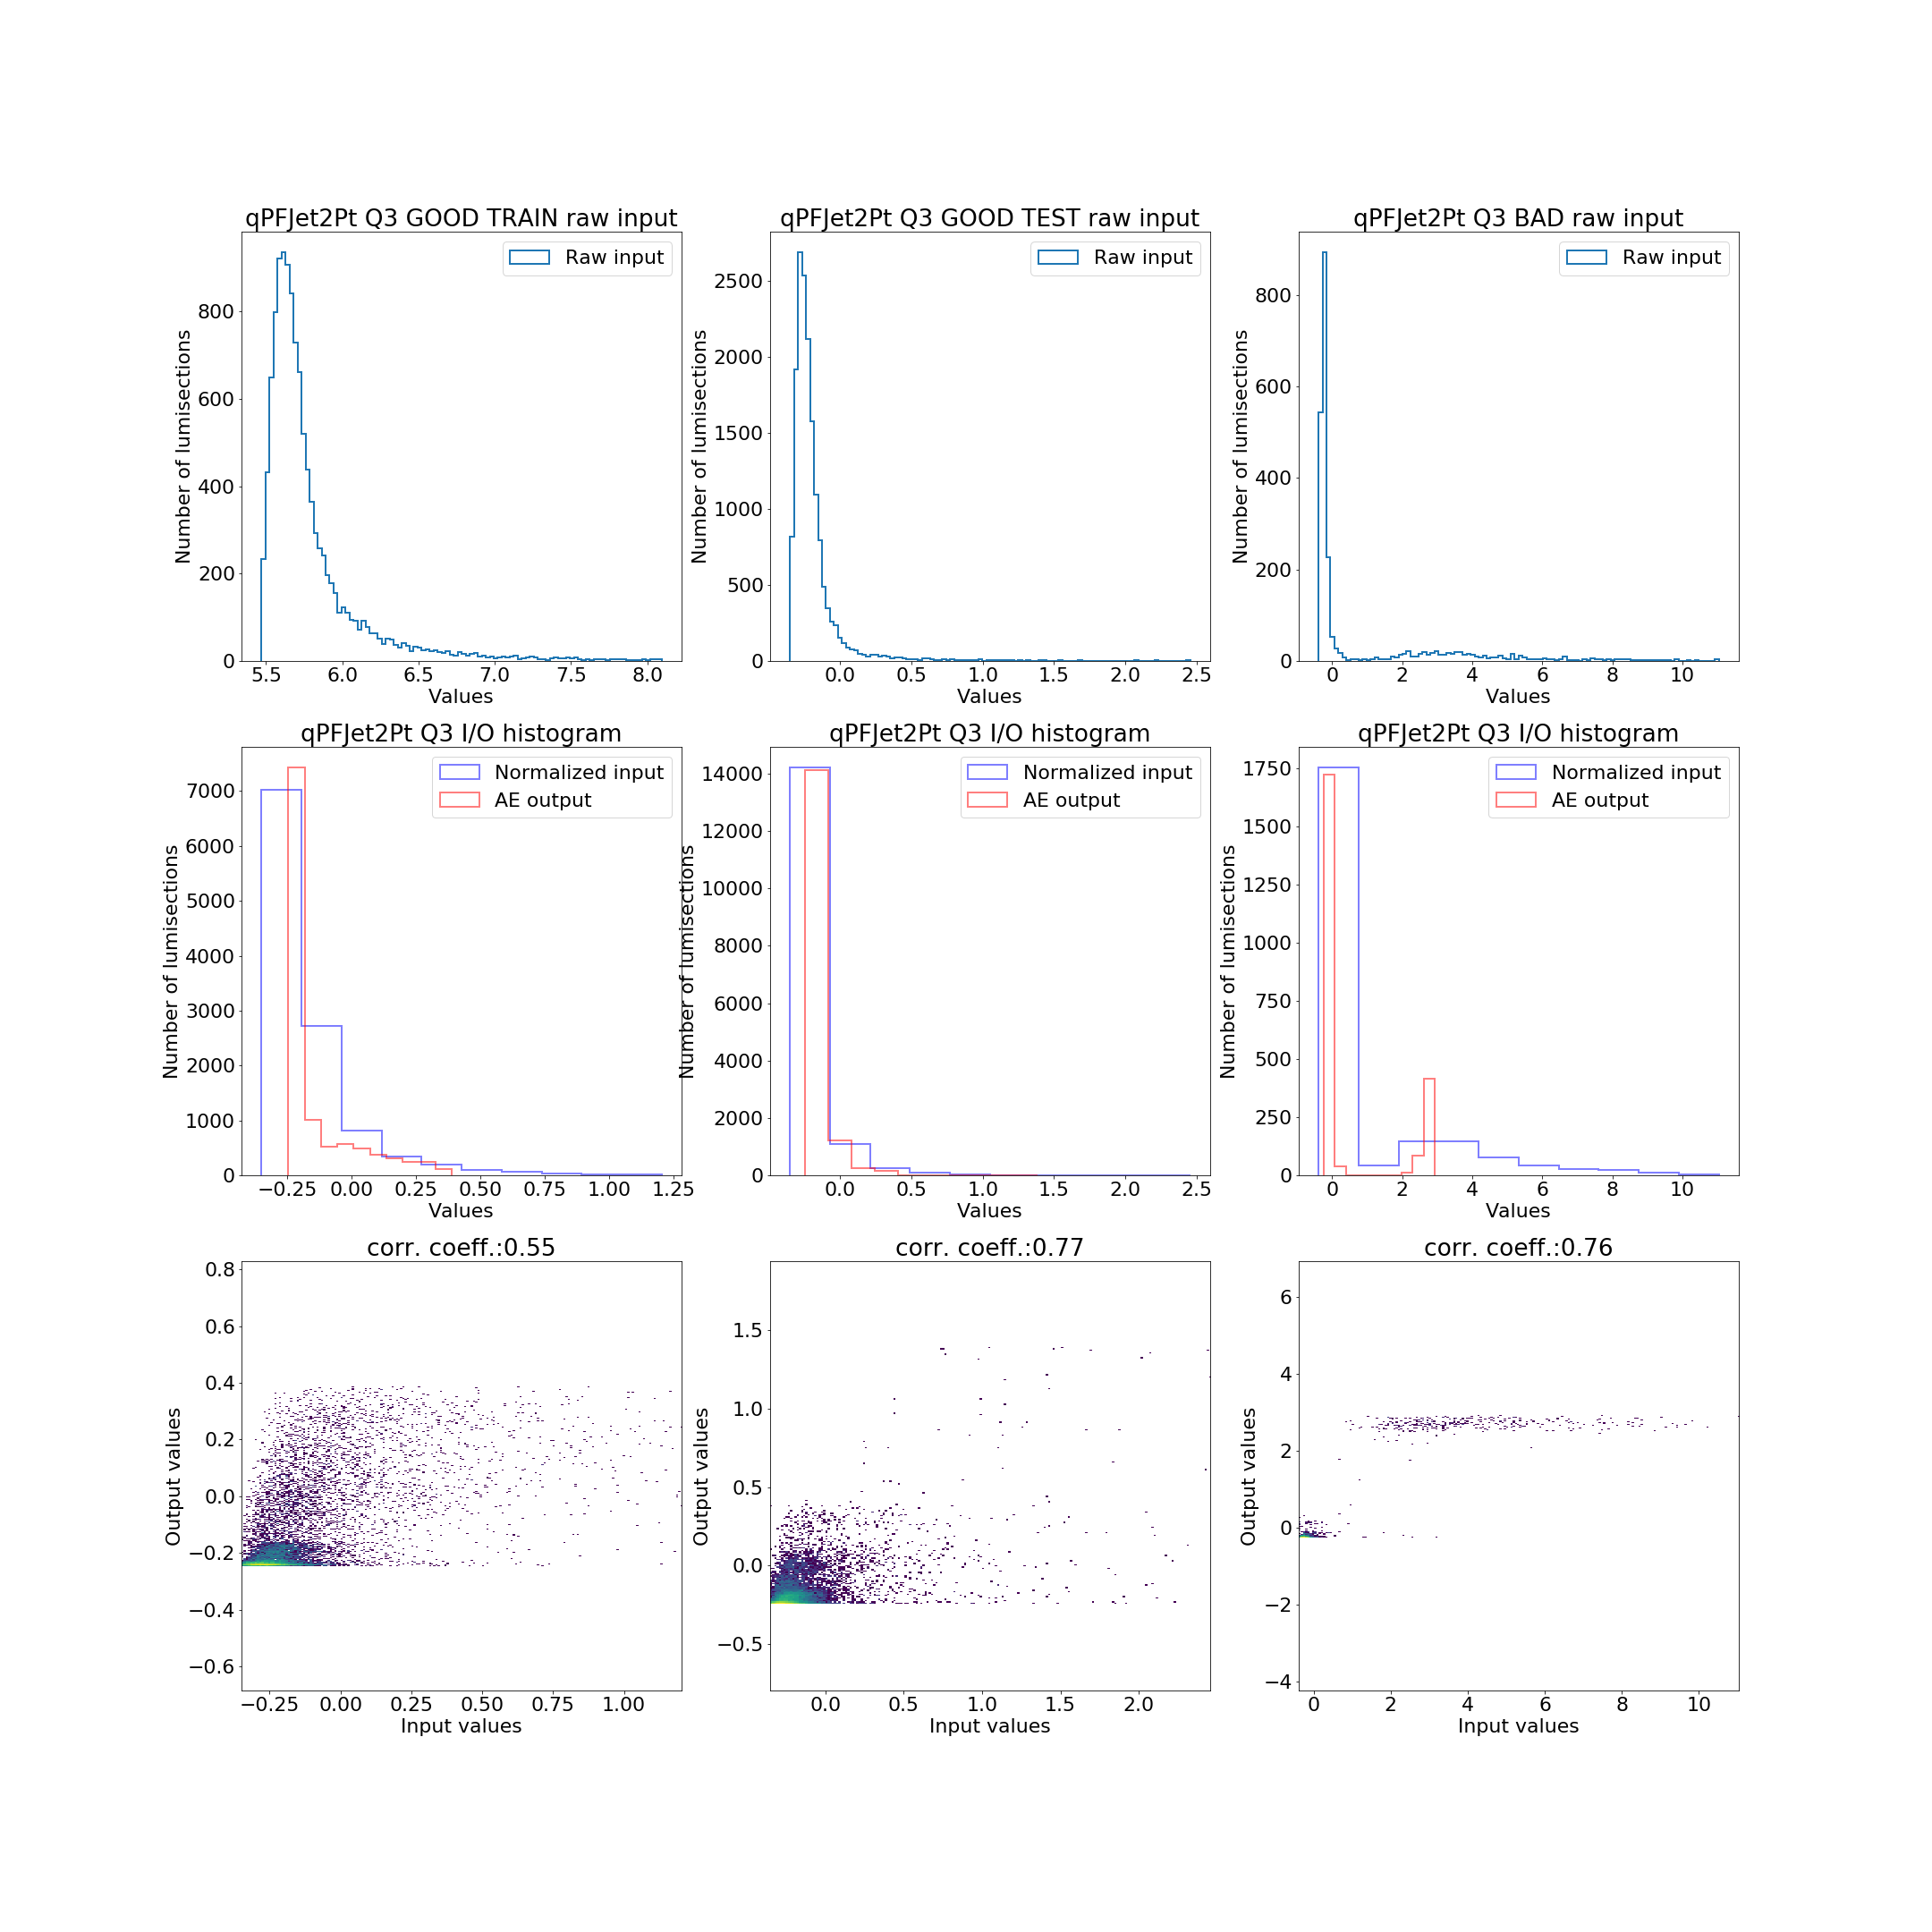 qPFJet2Pt Q3 GOOD TRAIN raw input
Raw input
Number of lumisections
800
600
400
200
0
5.5 6.0 6.5 7.0 7.5 8.0
Values
qPFJet2Pt Q3 GOOD TEST raw input
Raw input
Number of lumisections
2500
2000
1500
1000
500
0
0.0 0.5 1.0 1.5 2.0 2.5
Values
qPFJet2Pt Q3 BAD raw input
Raw input
Number of lumisections
800
600
400
200
0
0 2 4 6 8 10
Values
qPFJet2Pt Q3 I/O histogram
Normalized input
AE output
Number of lumisections
7000
6000
5000
4000
3000
2000
1000
0
−0.25 0.00 0.25 0.50 0.75 1.00 1.25
Values
qPFJet2Pt Q3 I/O histogram
Normalized input
AE output
Number of lumisections
14000
12000
10000
8000
6000
4000
2000
0
0.0 0.5 1.0 1.5 2.0 2.5
Values
qPFJet2Pt Q3 I/O histogram
Normalized input
AE output
Number of lumisections
1750
1500
1250
1000
750
500
250
0
0 2 4 6 8 10
Values
corr. coeff.:0.55
Output values
0.8
0.6
0.4
0.2
0.0
−0.2
−0.4
−0.6
−0.25 0.00 0.25 0.50 0.75 1.00
Input values
corr. coeff.:0.77
Output values
1.5
1.0
0.5
0.0
−0.5
0.0 0.5 1.0 1.5 2.0
Input values
corr. coeff.:0.76
Output values
6
4
2
0
−2
−4
0 2 4 6 8 10
Input values